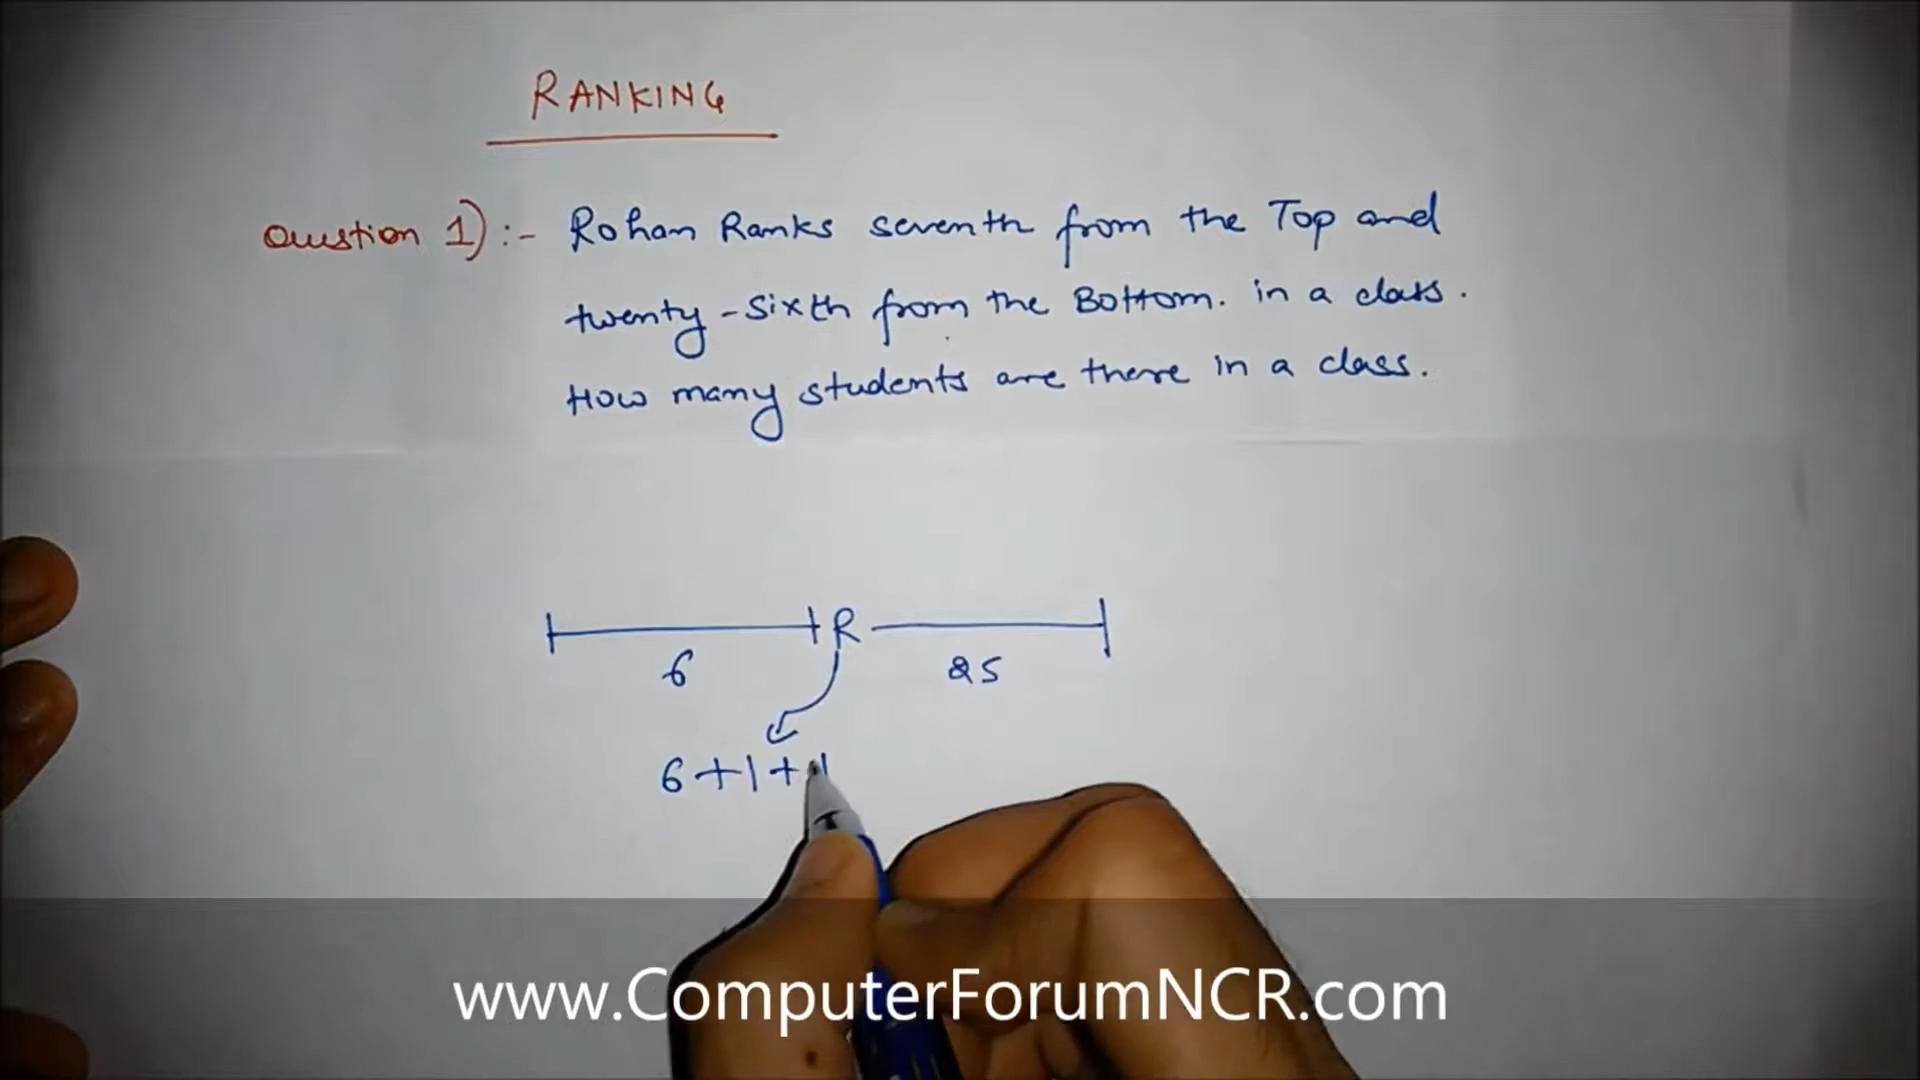 RANKING
Question 1) :- Rohan Ranks seventh from the Top and
twenty-sixth from the Bottom. in a class.
How many students are there in a class.
R
6 25
6+1+
www.ComputerForumNCR.com